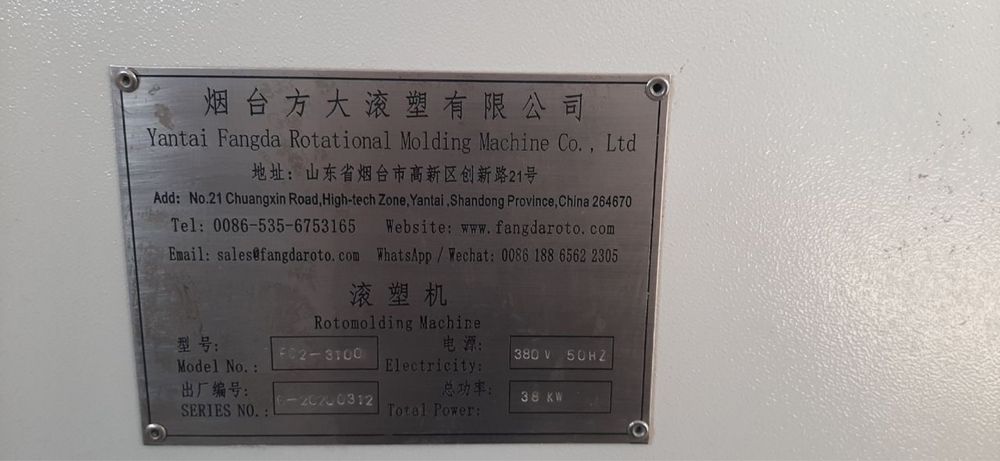 烟台方大滚塑有限公司
Yantai Fangda Rotational Molding Machine Co., Ltd
地址: 山东省烟台市高新区创新路21号
Add: No.21 Chuangxin Road,High-tech Zone,Yantai ,Shandong Province,China 264670
Tel: 0086-535-6753165 Website: www.fangdaroto.com
Email: sales@fangdaroto.com WhatsApp / Wechat: 0086 188 6562 2305
滚塑机
Rotomolding Machine
型号: 电源:
Model No.: Electricity: 380V 50HZ
出厂编号: 总功率:
SERIES NO.: Total Power: 38 KW